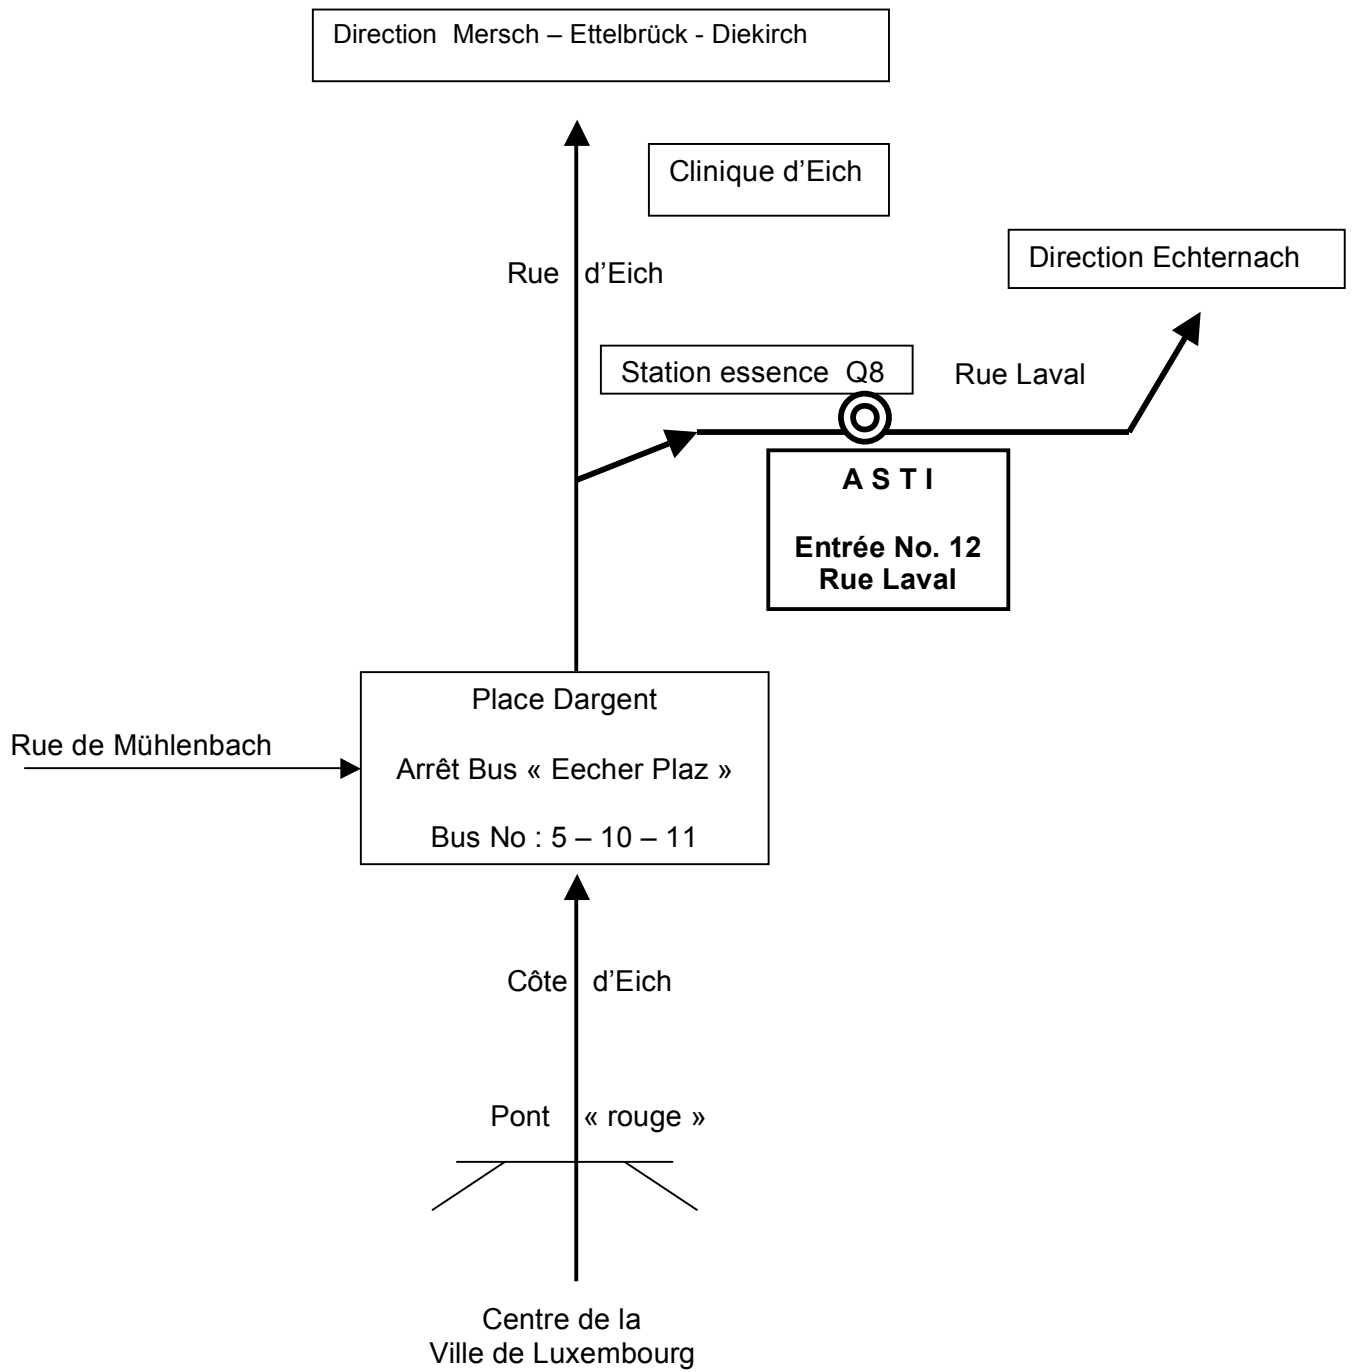 Direction Mersch – Ettelbrück - Diekirch
Clinique d’Eich
Direction Echternach
Rue d’Eich
Station essence Q8
Rue Laval
A S T I
Entrée No. 12
Rue Laval
Place Dargent
Rue de Mühlenbach
Arrêt Bus « Eecher Plaz »
Bus No : 5 – 10 – 11
Côte d’Eich
Pont « rouge »
Centre de la
Ville de Luxembourg